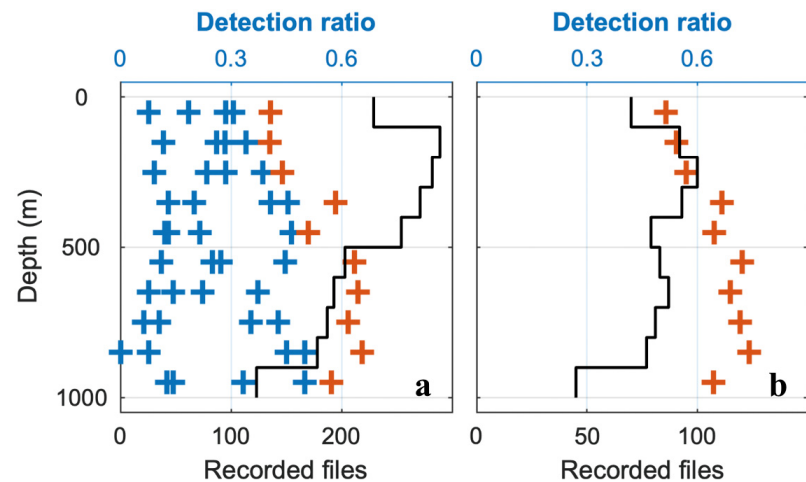 Detection ratio Detection ratio
0 0.3 0.6 0 0.3 0.6
0
500
1000
Depth (m)
a b
0 100 200 0 50 100
Recorded files Recorded files